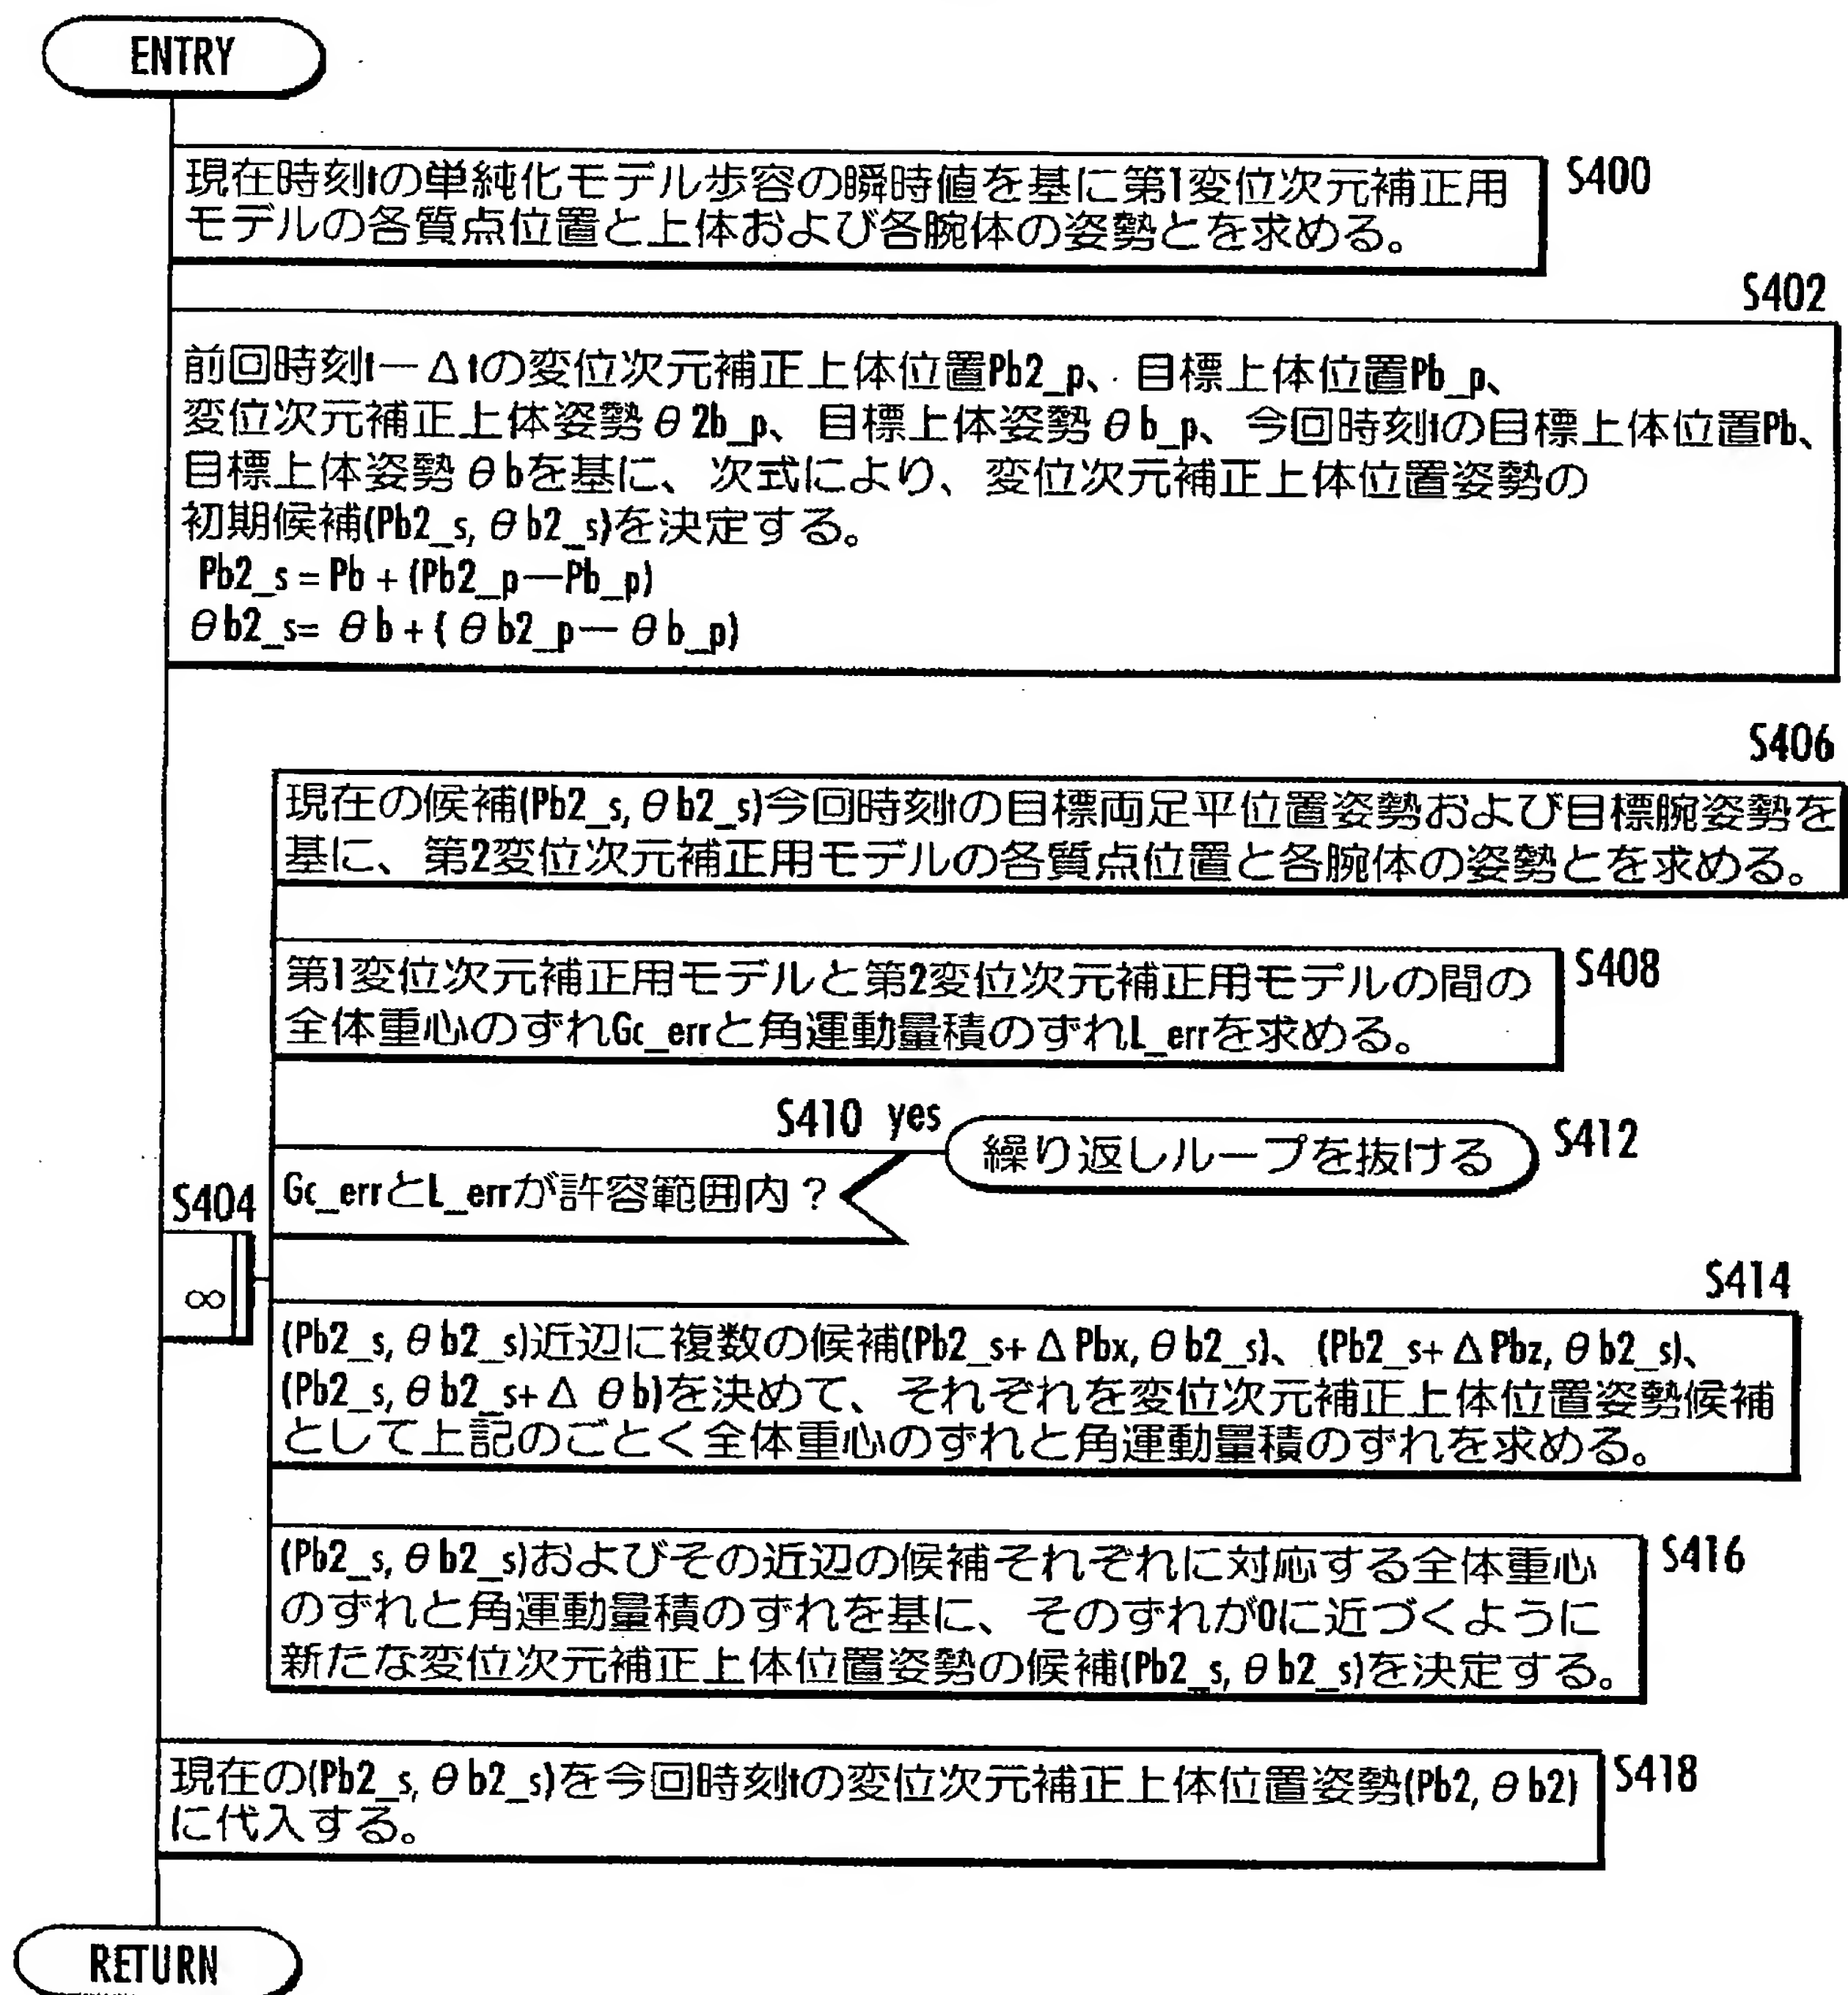 ENTRY
現在時刻tの単純化モデル歩容の瞬時値を基に第1変位次元補正用
モデルの各質点位置と上体および各腕体の姿勢とを求める。
S400
S402
前回時刻t—Δtの変位次元補正上体位置Pb2_p、目標上体位置Pb_p、
変位次元補正上体姿勢θ2b_p、目標上体姿勢θb_p、今回時刻tの目標上体位置Pb、
目標上体姿勢θbを基に、次式により、変位次元補正上体位置姿勢の
初期候補(Pb2_s, θb2_s)を決定する。
Pb2_s = Pb + (Pb2_p—Pb_p)
θb2_s= θb + ( θb2_p— θb_p)
S406
現在の候補(Pb2_s, θb2_s)今回時刻tの目標両足平位置姿勢および目標腕姿勢を
基に、第2変位次元補正用モデルの各質点位置と各腕体の姿勢とを求める。
第1変位次元補正用モデルと第2変位次元補正用モデルの間の
全体重心のずれGc_errと角運動量積のずれL_errを求める。
S408
S410 yes
繰り返しループを抜ける
S412
Gc_errとL_errが許容範囲内？
S404
∞
S414
(Pb2_s, θb2_s)近辺に複数の候補(Pb2_s+ΔPbx, θb2_s)、(Pb2_s+ΔPbz, θb2_s)、
(Pb2_s, θb2_s+Δ θb)を決めて、それぞれを変位次元補正上体位置姿勢候補
として上記のごとく全体重心のずれと角運動量積のずれを求める。
(Pb2_s, θb2_s)およびその近辺の候補それぞれに対応する全体重心
のずれと角運動量積のずれを基に、そのずれが0に近づくように
新たな変位次元補正上体位置姿勢の候補(Pb2_s, θb2_s)を決定する。
S416
現在の(Pb2_s, θb2_s)を今回時刻tの変位次元補正上体位置姿勢(Pb2, θb2)
に代入する。
S418
RETURN